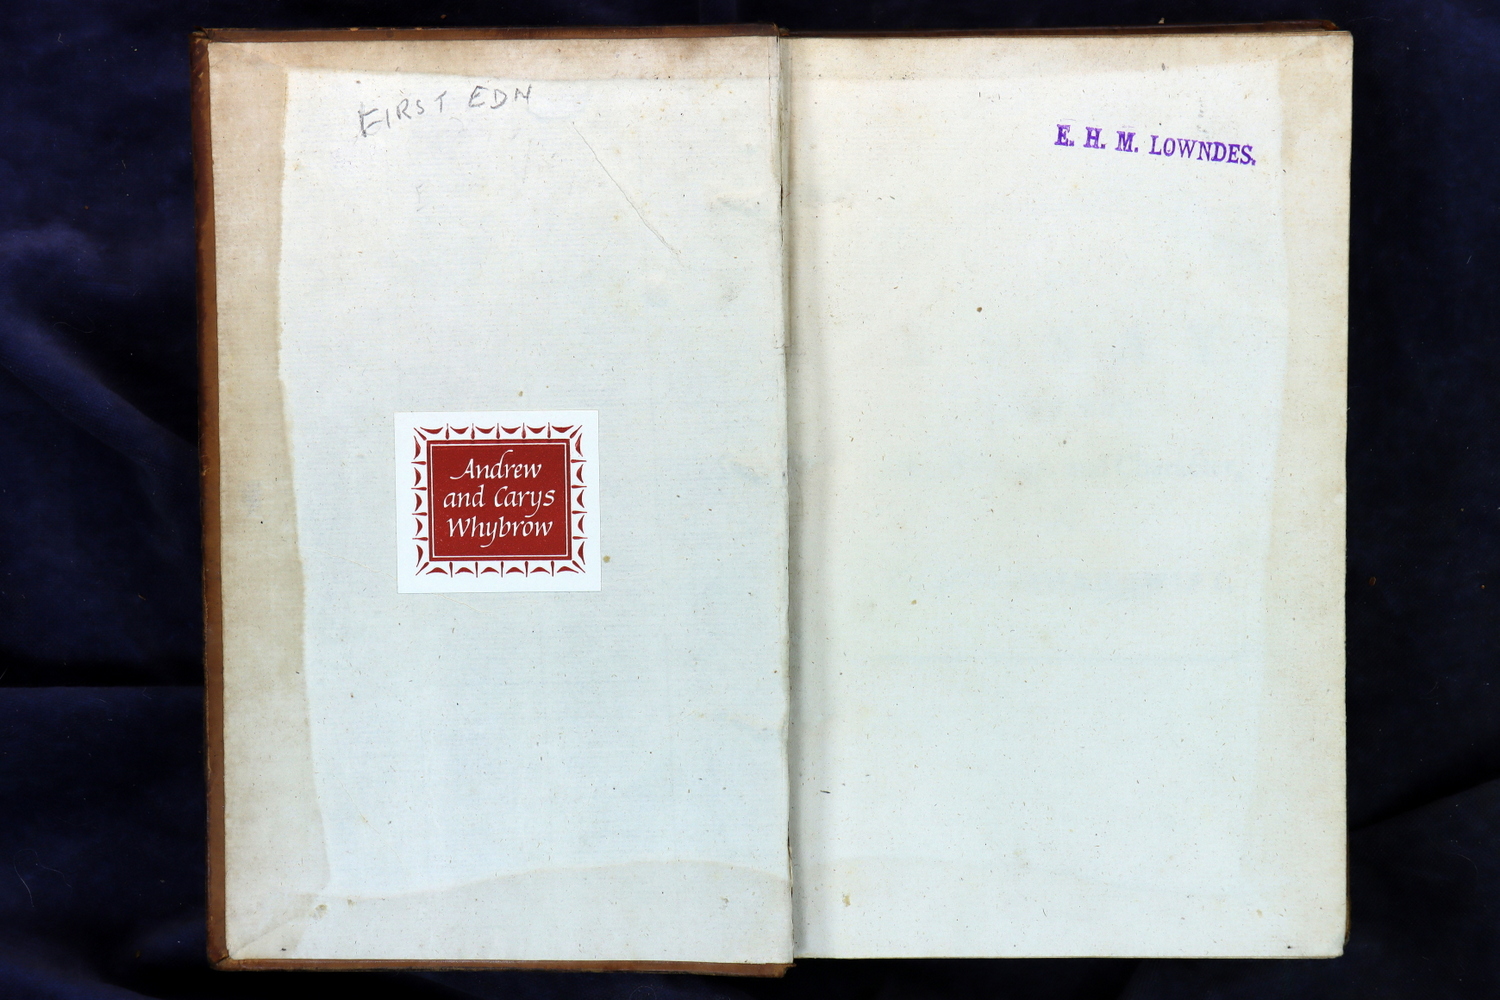 FIRST EDN
Andrew
and Carys
Whybrow
E. H. M. LOWNDES.